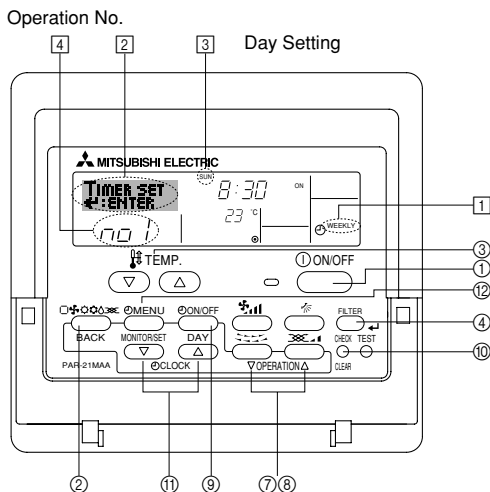 Operation No.
4 2 3 Day Setting
MITSUBISHI ELECTRIC
SUN
TIMER SET
:ENTER
8:30
ON
23 °C
no 1
WEEKLY
1
TEMP.
ON/OFF
3
1
12
MENU ON/OFF
FILTER
4
BACK MONITOR/SET DAY
CHECK TEST
PAR-21MAA
CLOCK
OPERATION
CLEAR
10
2 11 9 7 8